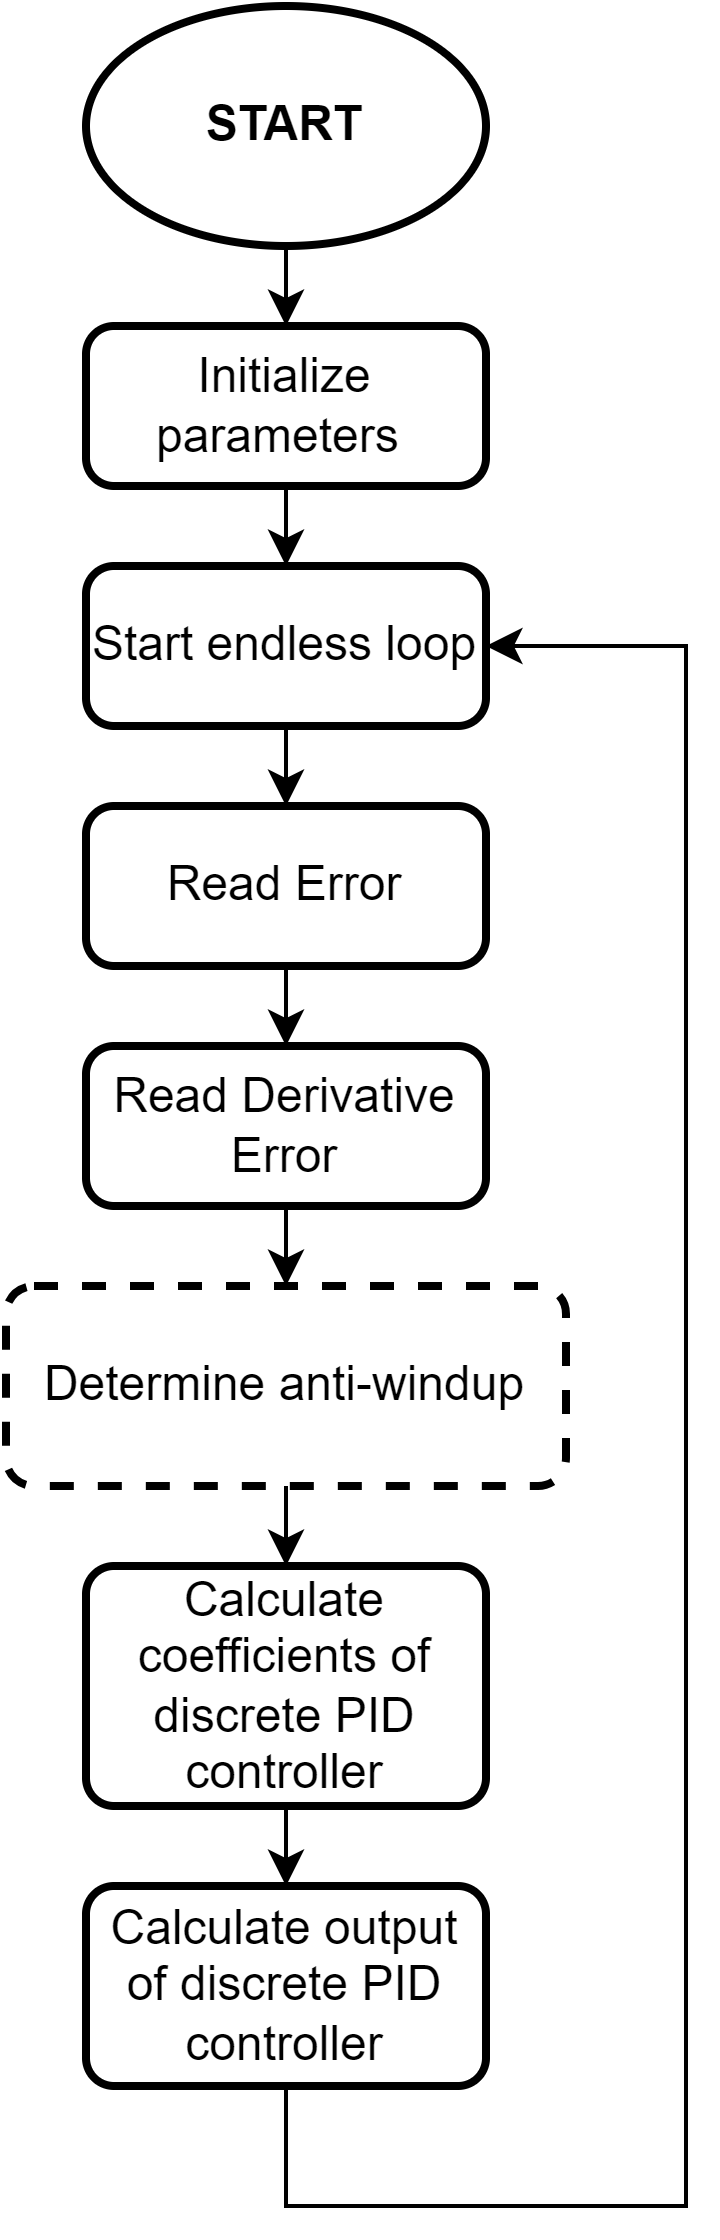 START
Initialize
parameters
Start endless loop
Read Error
Read Derivative
Error
Determine anti-windup
Calculate
coefficients of
discrete PID
controller
Calculate output
of discrete PID
controller